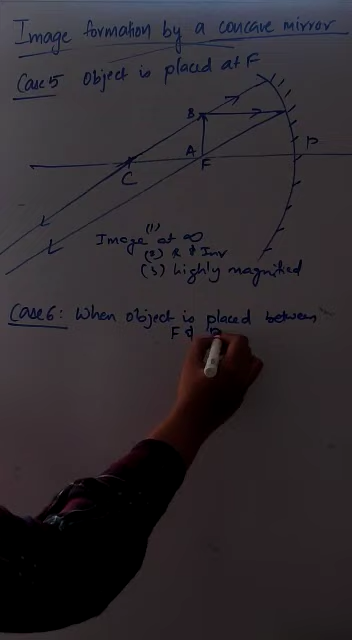 Image formation by a concave mirror
Case 5 Object is placed at F
B
A
P
F
C
(1)
Image at ∞
(2) R & Inv
(3) highly magnified
Case 6: When object is placed between
F & P